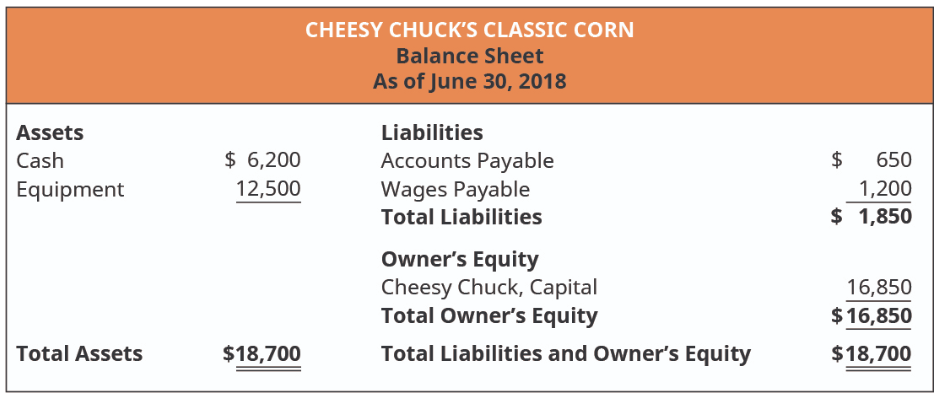 CHEESY CHUCK’S CLASSIC CORN
Balance Sheet
As of June 30, 2018
Assets Liabilities
Cash $ 6,200 Accounts Payable $ 650
Equipment 12,500 Wages Payable 1,200
Total Liabilities $ 1,850
Owner’s Equity
Cheesy Chuck, Capital 16,850
Total Owner’s Equity $16,850
Total Assets $18,700 Total Liabilities and Owner’s Equity $18,700